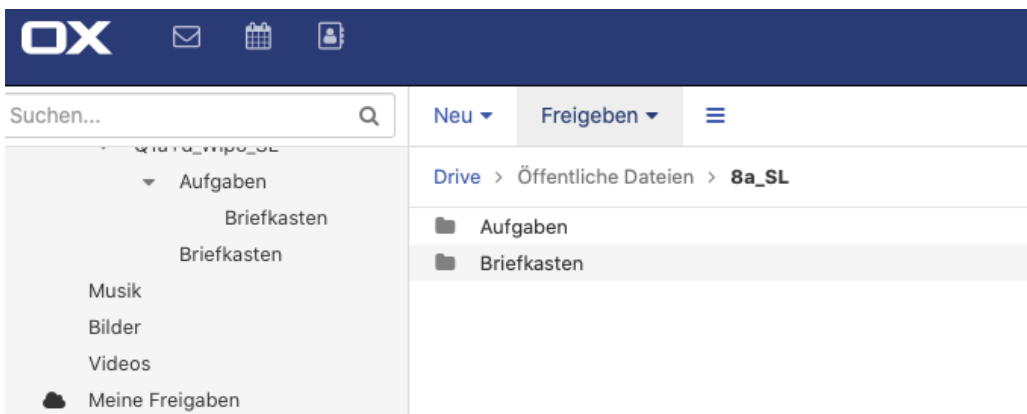 OX
Suchen...
Aufgaben
Briefkasten
Briefkasten
Musik
Bilder
Videos
Meine Freigaben
Neu Freigeben
Drive > Öffentliche Dateien > 8a_SL
Aufgaben
Briefkasten